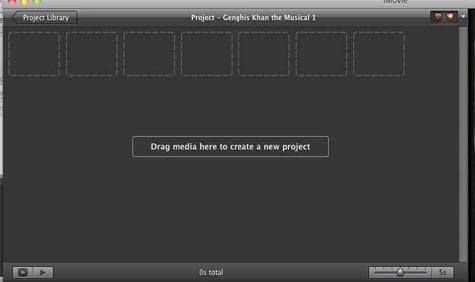 iMovie
Project Library
Project - Genghis Khan the Musical 1
Drag media here to create a new project
0s total
5s